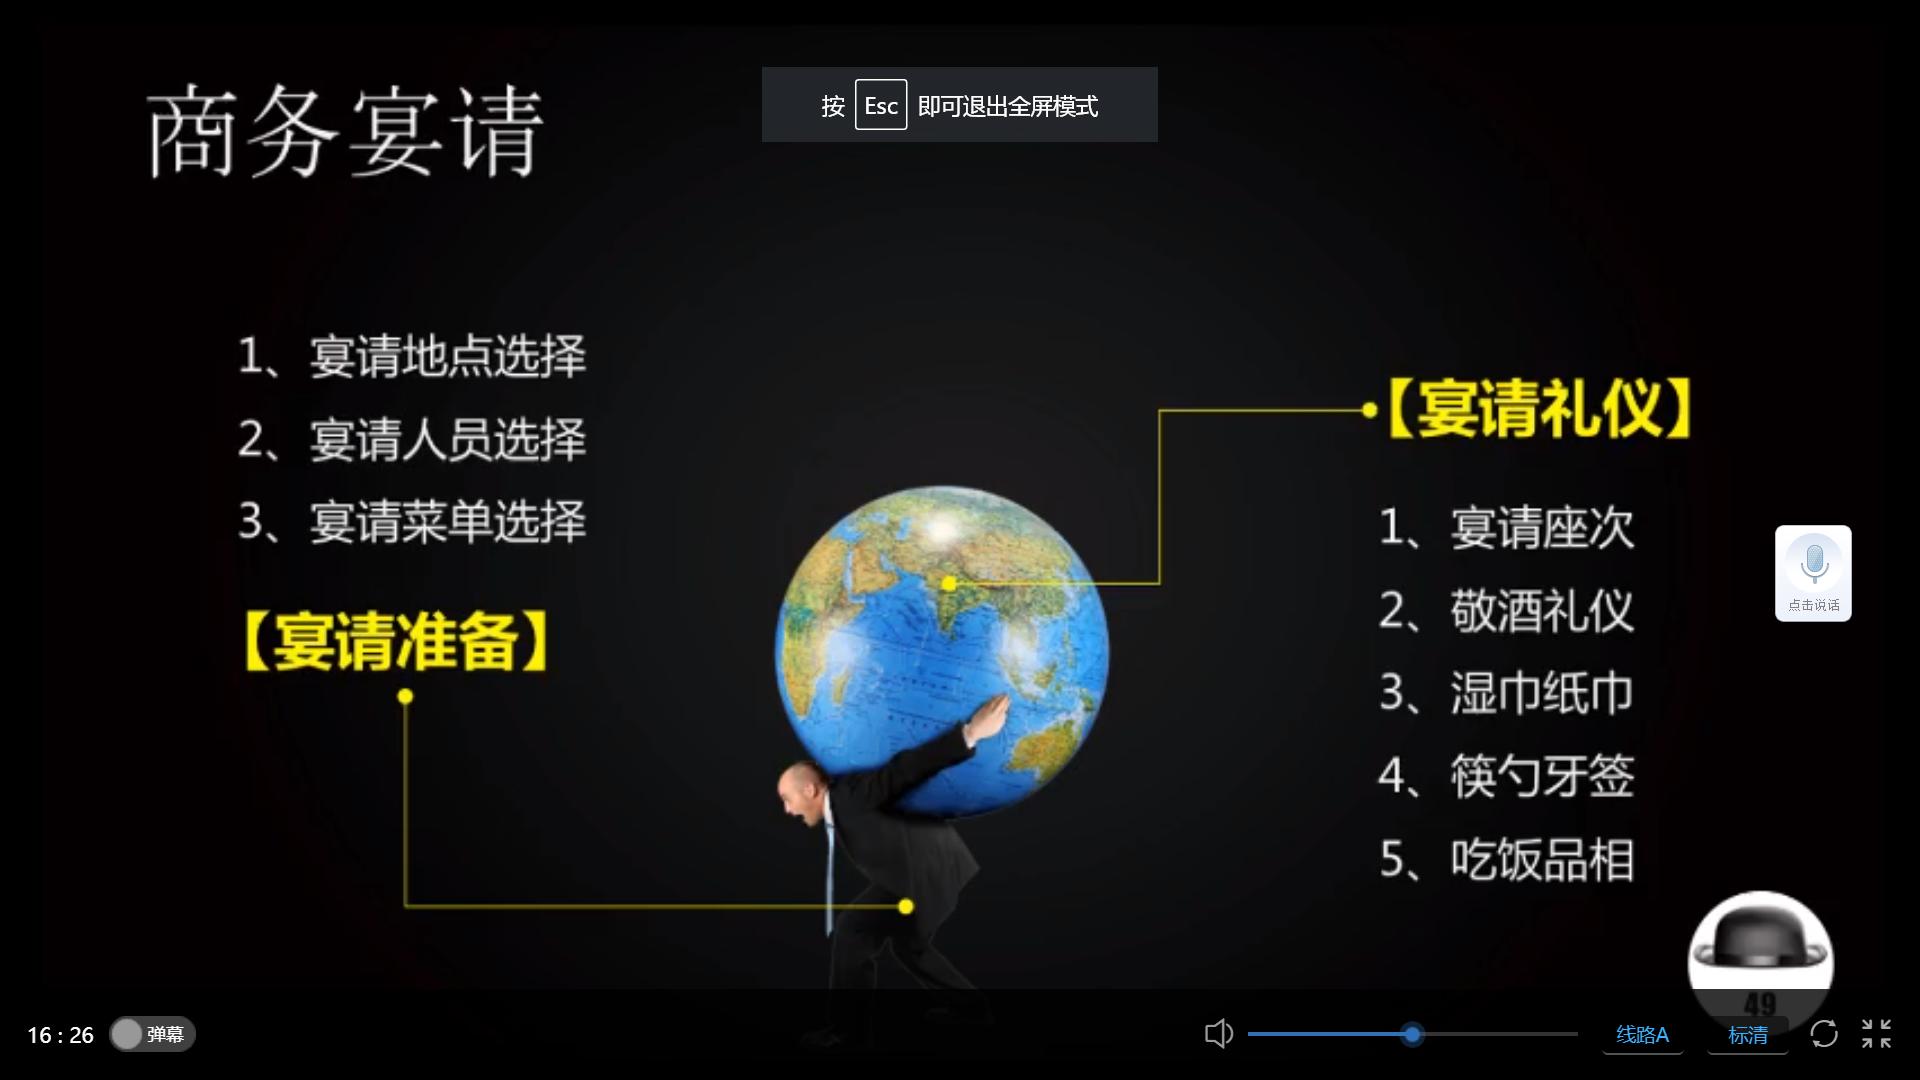 商务宴请
按 Esc 即可退出全屏模式
1、宴请地点选择
2、宴请人员选择
3、宴请菜单选择
【宴请准备】
【宴请礼仪】
1、宴请座次
2、敬酒礼仪
3、湿巾纸巾
4、筷勺牙签
5、吃饭品相
点击说话
49
16 : 26
弹幕
线路A
标清